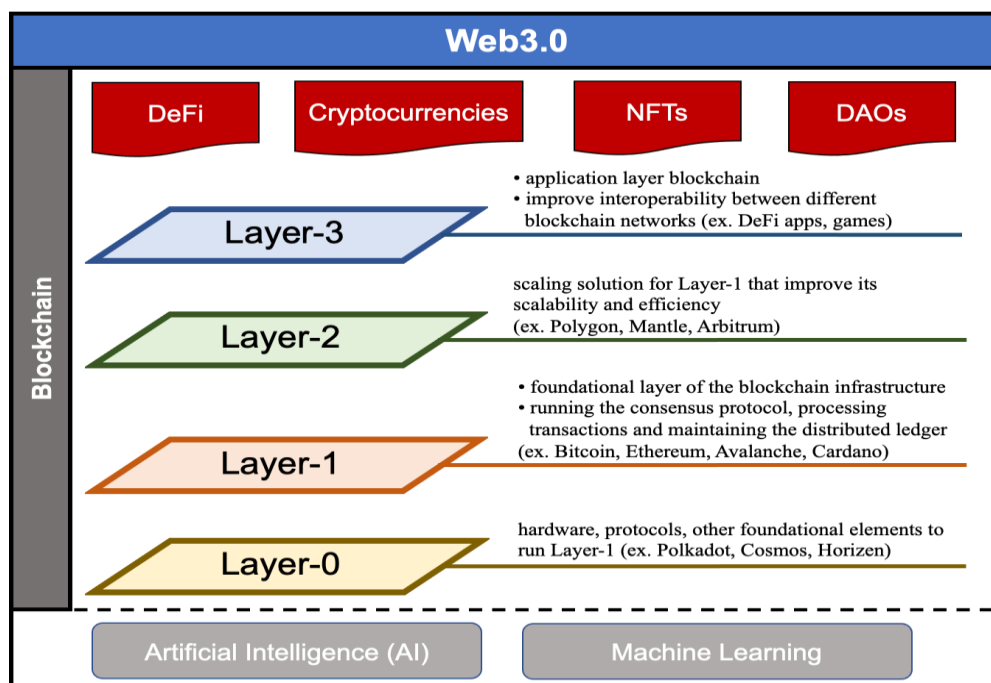 Web3.0
Blockchain
DeFi
Cryptocurrencies
NFTs
DAOs
Layer-3
• application layer blockchain
• improve interoperability between different
blockchain networks (ex. DeFi apps, games)
Layer-2
scaling solution for Layer-1 that improve its
scalability and efficiency
(ex. Polygon, Mantle, Arbitrum)
Layer-1
• foundational layer of the blockchain infrastructure
• running the consensus protocol, processing
transactions and maintaining the distributed ledger
(ex. Bitcoin, Ethereum, Avalanche, Cardano)
Layer-0
hardware, protocols, other foundational elements to
run Layer-1 (ex. Polkadot, Cosmos, Horizen)
Artificial Intelligence (AI)
Machine Learning